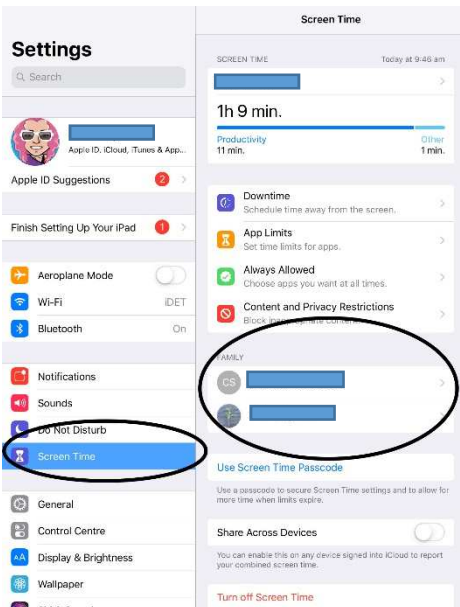 Settings
Search
Apple ID, iCloud, iTunes & App...
Apple ID Suggestions 2
Finish Setting Up Your iPad 1
Aeroplane Mode
Wi-Fi iDET
Bluetooth On
Notifications
Sounds
Do Not Disturb
Screen Time
General
Control Centre
AA Display & Brightness
Wallpaper
Screen Time
SCREEN TIME Today at 9:46 am
1h 9 min.
Productivity Other
11 min. 1 min.
Downtime
Schedule time away from the screen.
App Limits
Set time limits for apps.
Always Allowed
Choose apps you want at all times.
Content and Privacy Restrictions
Block inappropriate content.
FAMILY
CS
Use Screen Time Passcode
Use a passcode to secure Screen Time settings and to allow for
more time when limits expire.
Share Across Devices
You can enable this on any device signed into iCloud to report
your combined screen time.
Turn off Screen Time